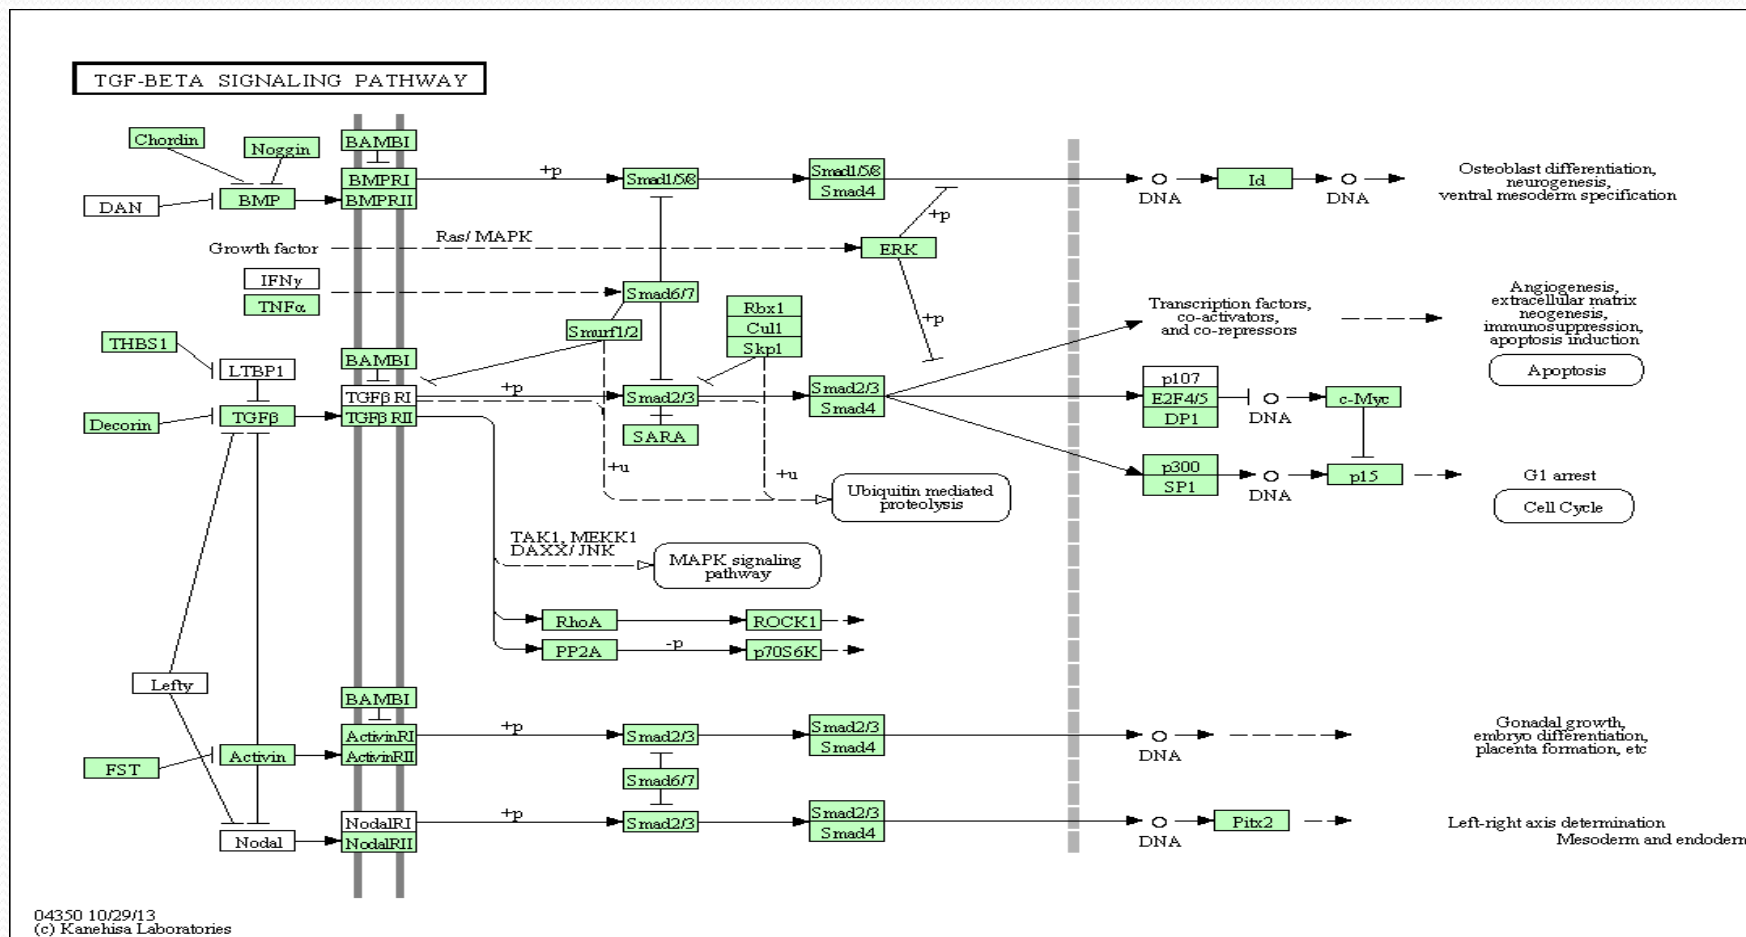 TGF-BETA SIGNALING PATHWAY
Chordin
Noggin
BAMBI
DAN
BMP
BMPRI
BMPRII
+p
Smad1/5/8
Smad1/5/8
Smad4
DNA
Id
DNA
Osteoblast differentiation,
neurogenesis,
ventral mesoderm specification
+p
Growth factor
Ras/ MAPK
ERK
IFNγ
TNFα
Smad6/7
Smurf1/2
Rbx1
Cul1
Skp1
+p
Transcription factors,
co-activators,
and co-repressors
Angiogenesis,
extracellular matrix
neogenesis,
immunosuppression,
apoptosis induction
Apoptosis
THBS1
LTBP1
BAMBI
Decorin
TGFβ
TGFβ RI
TGFβ RII
+p
Smad2/3
SARA
Smad2/3
Smad4
p107
E2F4/5
DP1
DNA
c-Myc
+u
+u
Ubiquitin mediated
proteolysis
p300
SP1
DNA
p15
G1 arrest
Cell Cycle
TAK1, MEKK1
DAXX/ JNK
MAPK signaling
pathway
RhoA
ROCK1
PP2A
-p
p70S6K
Lefty
BAMBI
FST
Activin
ActivinRI
ActivinRII
+p
Smad2/3
Smad2/3
Smad4
DNA
Gonadal growth,
embryo differentiation,
placenta formation, etc
Smad6/7
Nodal
NodalRI
NodalRII
+p
Smad2/3
Smad2/3
Smad4
DNA
Pitx2
Left-right axis determination
Mesoderm and endoderm
04350 10/29/13
(c) Kanehisa Laboratories